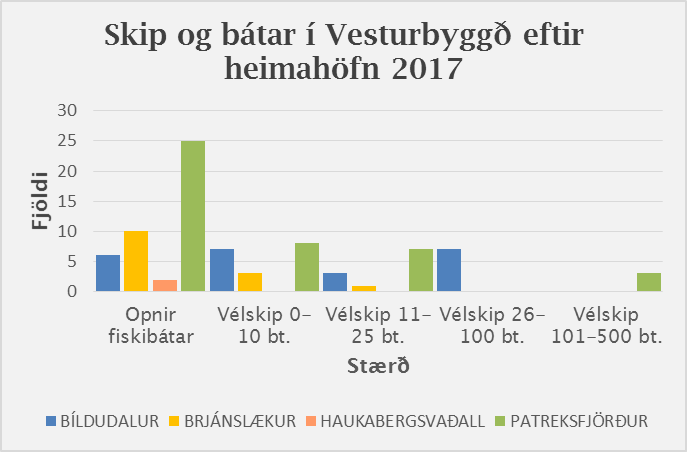 Skip og bátar í Vesturbyggð eftir
heimahöfn 2017
30
25
20
15
10
5
0
Fjöldi
Opnir
fiskibátar
Vélskip 0-
10 bt.
Vélskip 11-
25 bt.
Vélskip 26-
100 bt.
Vélskip
101-500 bt.
Stærð
BÍLDUDALUR BRJÁNSLÆKUR HAUKABERGSVAÐALL PATREKSFJÖRÐUR